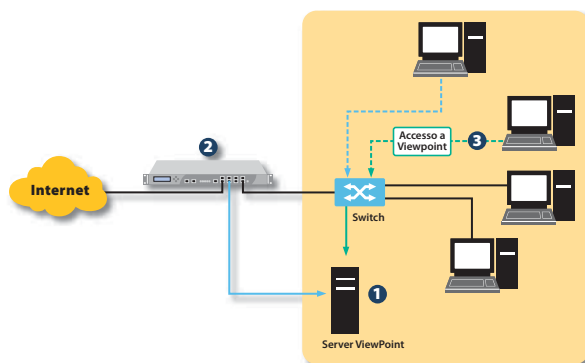 2
Accesso a
Viewpoint
3
Internet
Switch
1
Server ViewPoint